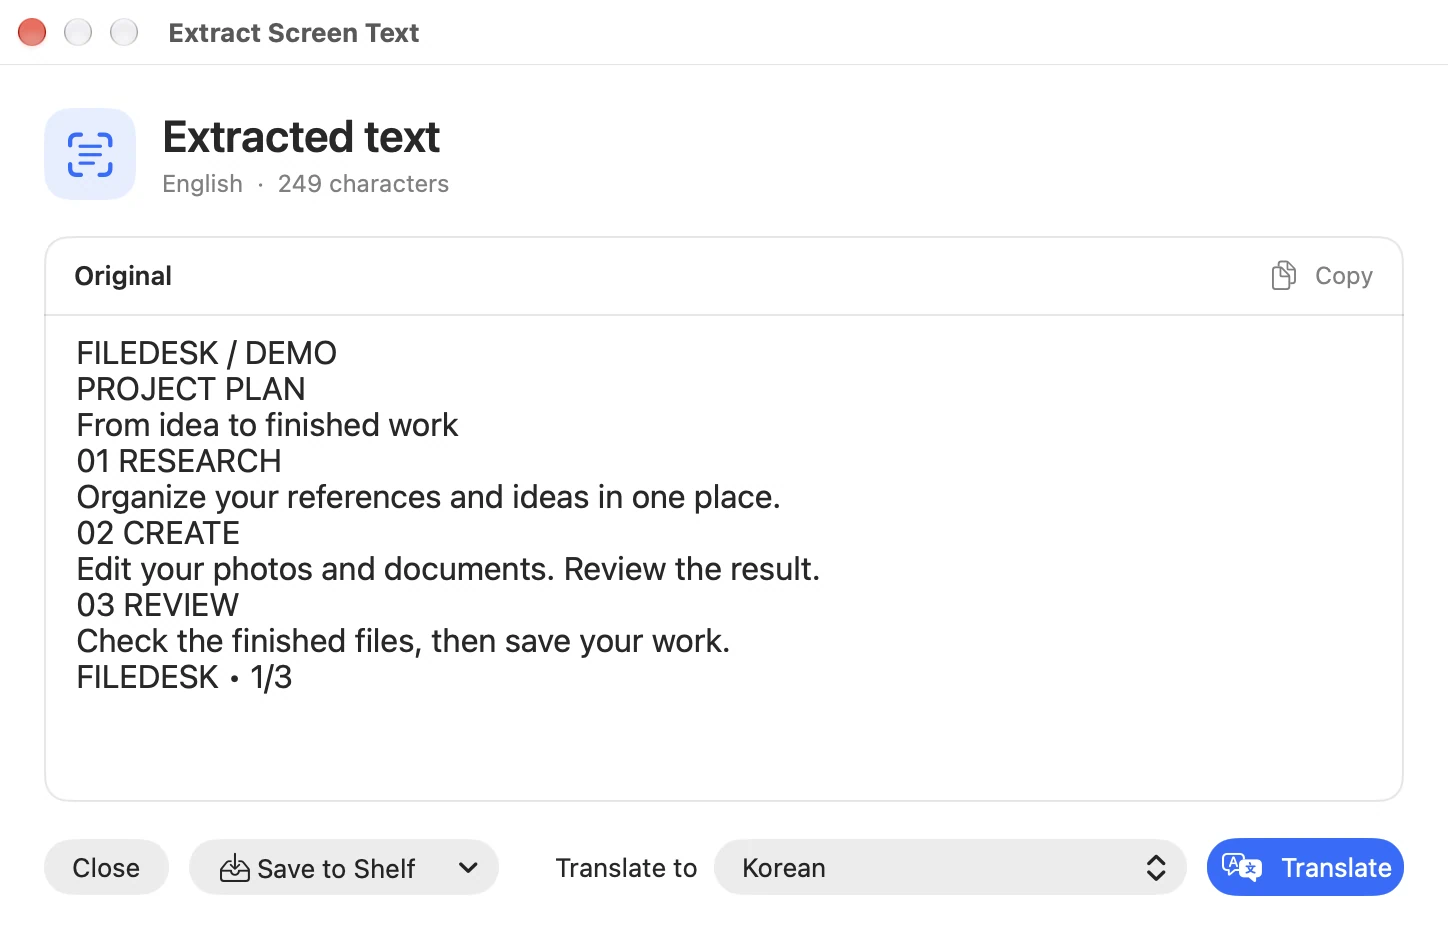 Extract Screen Text
Extracted text
English · 249 characters
Original
Copy
FILEDESK / DEMO
PROJECT PLAN
From idea to finished work
01 RESEARCH
Organize your references and ideas in one place.
02 CREATE
Edit your photos and documents. Review the result.
03 REVIEW
Check the finished files, then save your work.
FILEDESK • 1/3
Close
Save to Shelf
Translate to
Korean
Translate